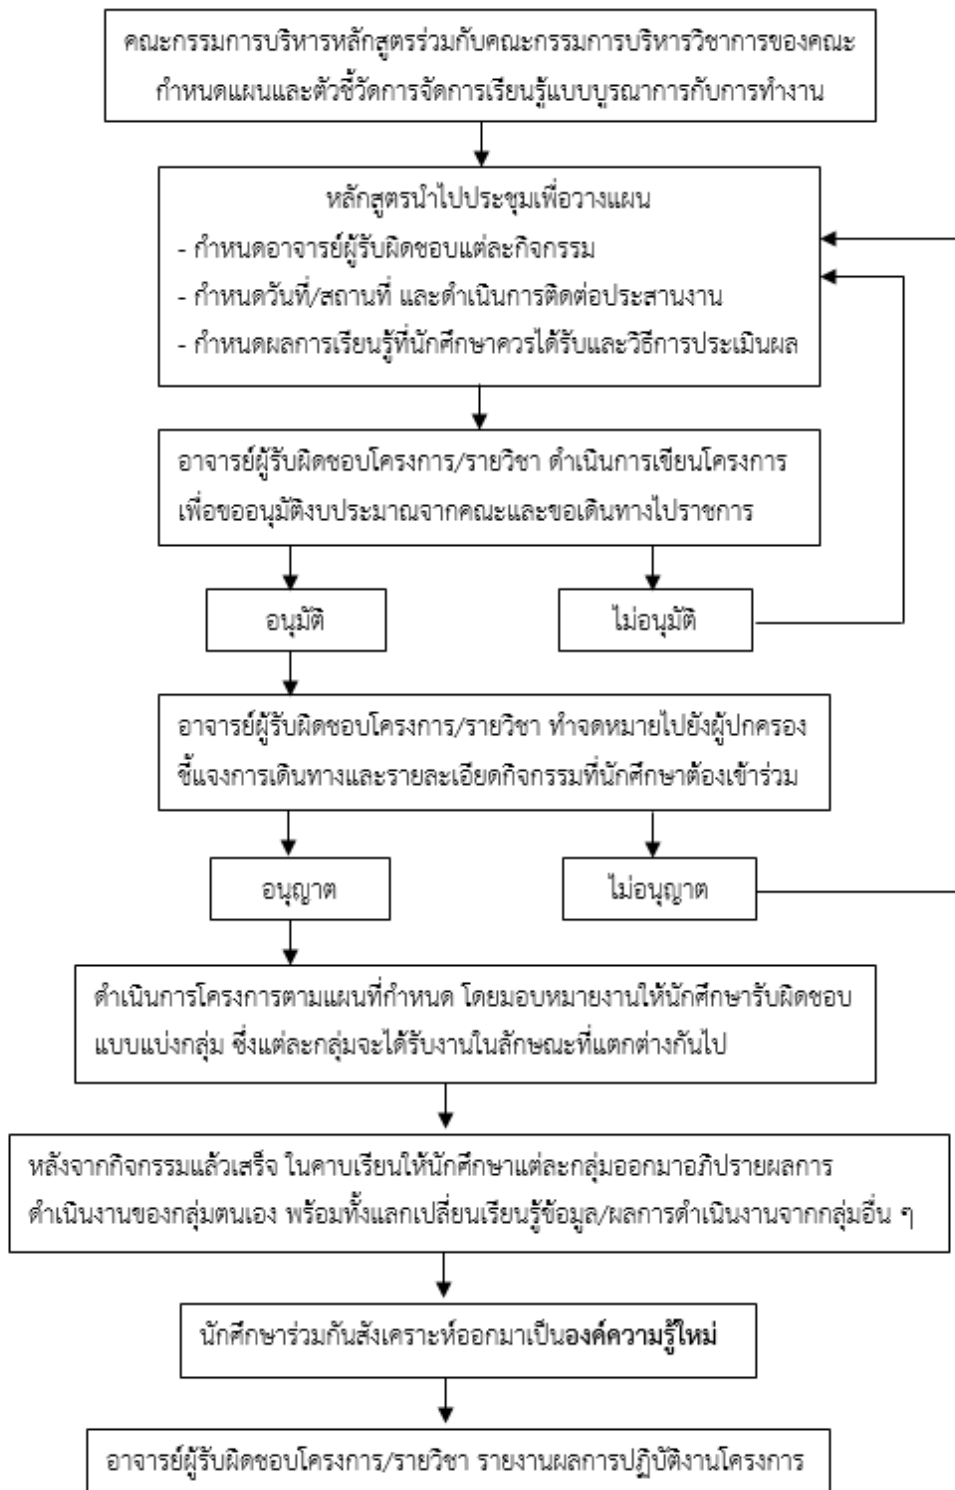 คณะกรรมการบริหารหลักสูตรร่วมกับคณะกรรมการบริหารวิชาการของคณะ
กำหนดแผนและตัวชี้วัดการจัดการเรียนรู้แบบบูรณาการกับการทำงาน
หลักสูตรนำไปประชุมเพื่อวางแผน
- กำหนดอาจารย์ผู้รับผิดชอบแต่ละกิจกรรม
- กำหนดวันที่/สถานที่ และดำเนินการติดต่อประสานงาน
- กำหนดผลการเรียนรู้ที่นักศึกษาควรได้รับและวิธีการประเมินผล
อาจารย์ผู้รับผิดชอบโครงการ/รายวิชา ดำเนินการเขียนโครงการ
เพื่อขออนุมัติงบประมาณจากคณะและขอเดินทางไปราชการ
อนุมัติ
ไม่อนุมัติ
อาจารย์ผู้รับผิดชอบโครงการ/รายวิชา ทำจดหมายไปยังผู้ปกครอง
ชี้แจงการเดินทางและรายละเอียดกิจกรรมที่นักศึกษาต้องเข้าร่วม
อนุญาต
ไม่อนุญาต
ดำเนินการโครงการตามแผนที่กำหนด โดยมอบหมายงานให้นักศึกษารับผิดชอบ
แบบแบ่งกลุ่ม ซึ่งแต่ละกลุ่มจะได้รับงานในลักษณะที่แตกต่างกันไป
หลังจากกิจกรรมแล้วเสร็จ ในคาบเรียนให้นักศึกษาแต่ละกลุ่มออกมาอภิปรายผลการ
ดำเนินงานของกลุ่มตนเอง พร้อมทั้งแลกเปลี่ยนเรียนรู้ข้อมูล/ผลการดำเนินงานจากกลุ่มอื่น ๆ
นักศึกษาร่วมกันสังเคราะห์ออกมาเป็นองค์ความรู้ใหม่
อาจารย์ผู้รับผิดชอบโครงการ/รายวิชา รายงานผลการปฏิบัติงานโครงการ